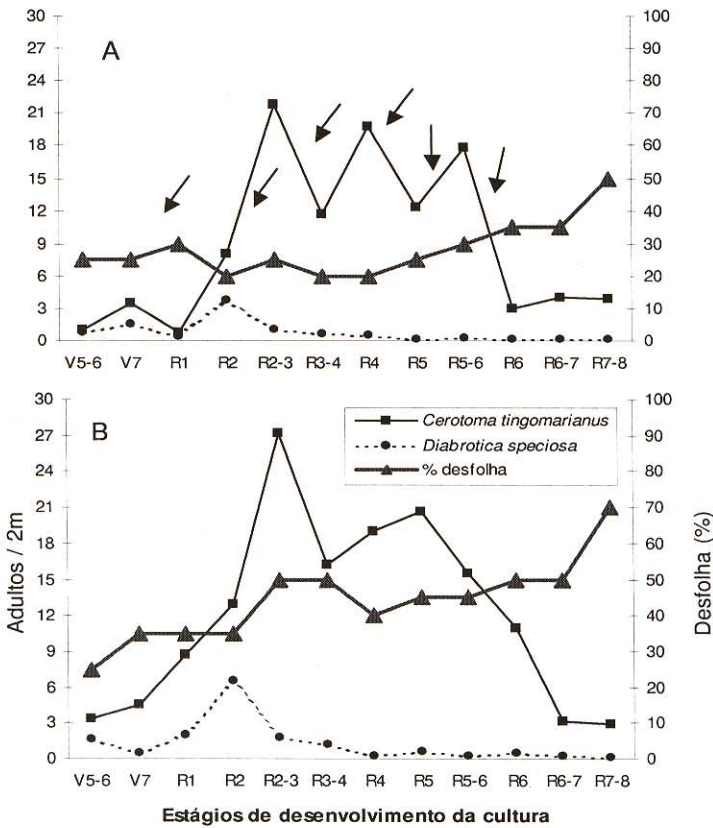 A
30 27 24 21 18 15 12 9 6 3 0
100 90 80 70 60 50 40 30 20 10 0
V5-6 V7 R1 R2 R2-3 R3-4 R4 R5 R5-6 R6 R6-7 R7-8
B
Cerotoma tingomarianus
Diabrotica speciosa
% desfolha
Adultos / 2m
30 27 24 21 18 15 12 9 6 3 0
100 90 80 70 60 50 40 30 20 10 0
Desfolha (%)
V5-6 V7 R1 R2 R2-3 R3-4 R4 R5 R5-6 R6 R6-7 R7-8
Estágios de desenvolvimento da cultura